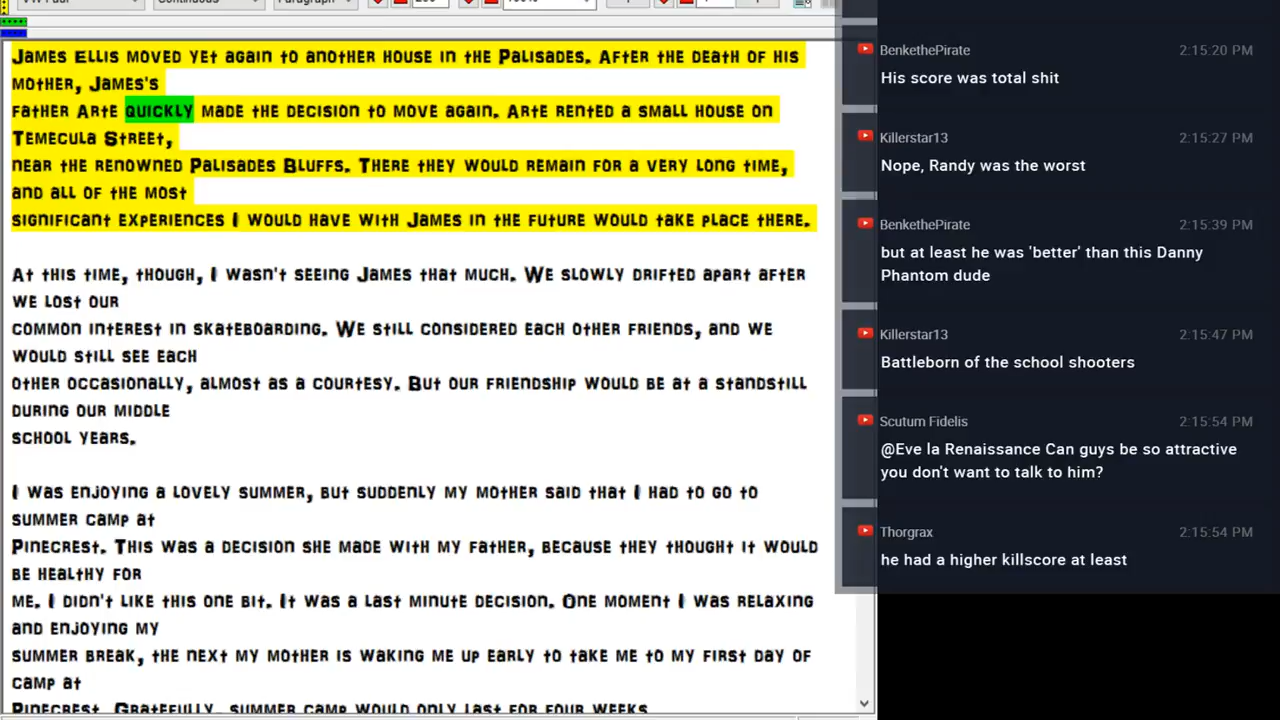 James Ellis moved yet again to another house in the Palisades. After the death of his
mother, James's
father Arte quickly made the decision to move again. Arte rented a small house on
Temecula Street,
near the renowned Palisades Bluffs. There they would remain for a very long time,
and all of the most
significant experiences I would have with James in the future would take place there.
At this time, though, I wasn't seeing James that much. We slowly drifted apart after
we lost our
common interest in skateboarding. We still considered each other friends, and we
would still see each
other occasionally, almost as a courtesy. But our friendship would be at a standstill
during our middle
school years.
I was enjoying a lovely summer, but suddenly my mother said that I had to go to
summer camp at
Pinecrest. This was a decision she made with my father, because they thought it would
be healthy for
me. I didn't like this one bit. It was a last minute decision. One moment I was relaxing
and enjoying my
summer break, the next my mother is waking me up early to take me to my first day of
camp at
Pinecrest. Gratefully, summer camp would only last for four weeks
BenkethePirate 2:15:20 PM
His score was total shit
Killerstar13 2:15:27 PM
Nope, Randy was the worst
BenkethePirate 2:15:39 PM
but at least he was 'better' than this Danny
Phantom dude
Killerstar13 2:15:47 PM
Battleborn of the school shooters
Scutum Fidelis 2:15:54 PM
@Eve la Renaissance Can guys be so attractive
you don't want to talk to him?
Thorgrax 2:15:54 PM
he had a higher killscore at least